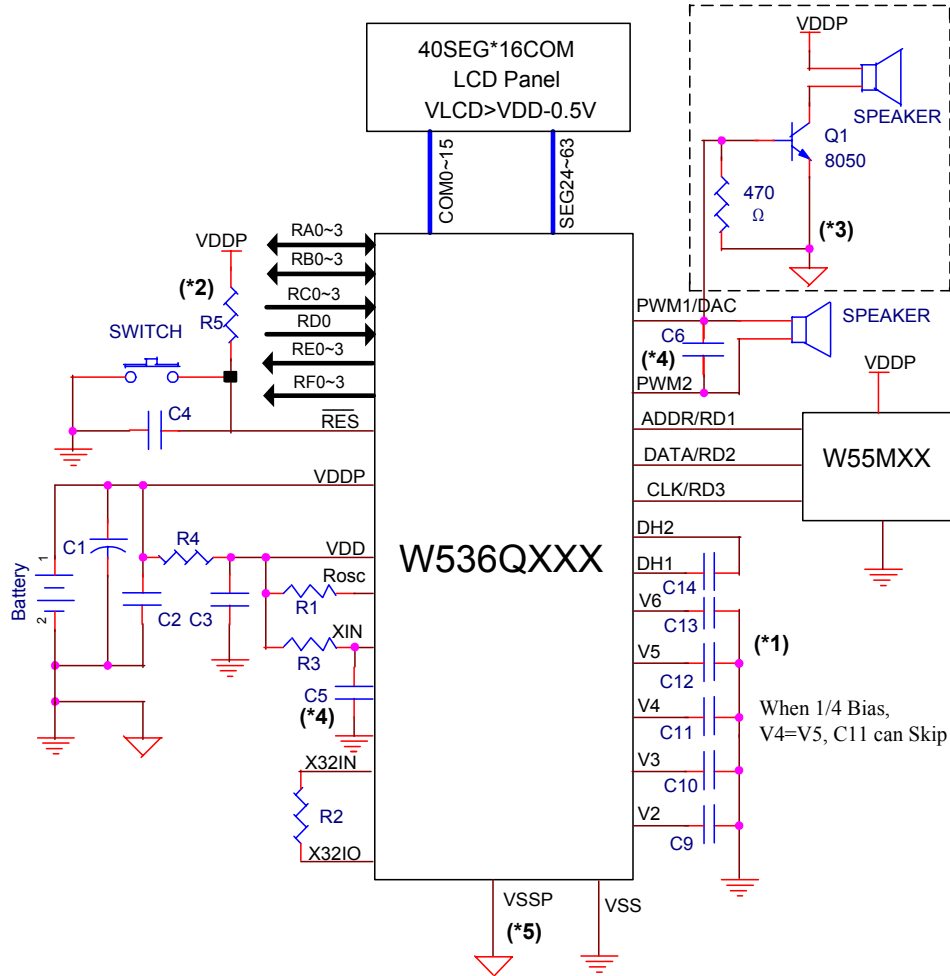 40SEG*16COM
LCD Panel
VLCD>VDD-0.5V
COM0~15
SEG24~63
VDDP
SPEAKER
Q1
8050
470
Ω
(*3)
VDDP
(*2)
R5
SWITCH
C4
RES
RA0~3
RB0~3
RC0~3
RD0
RE0~3
RF0~3
PWM1/DAC
C6
(*4)
PWM2
SPEAKER
VDDP
W55MXX
ADDR/RD1
DATA/RD2
CLK/RD3
VDDP
C1
R4
VDD
Battery
1
2
C2
C3
Rosc
R1
XIN
R3
C5
(*4)
W536QXXX
DH2
DH1
C14
V6
C13
(*1)
V5
C12
V4
C11
When 1/4 Bias,
V4=V5, C11 can Skip
V3
C10
V2
C9
X32IN
R2
X32IO
VSSP
(*5)
VSS